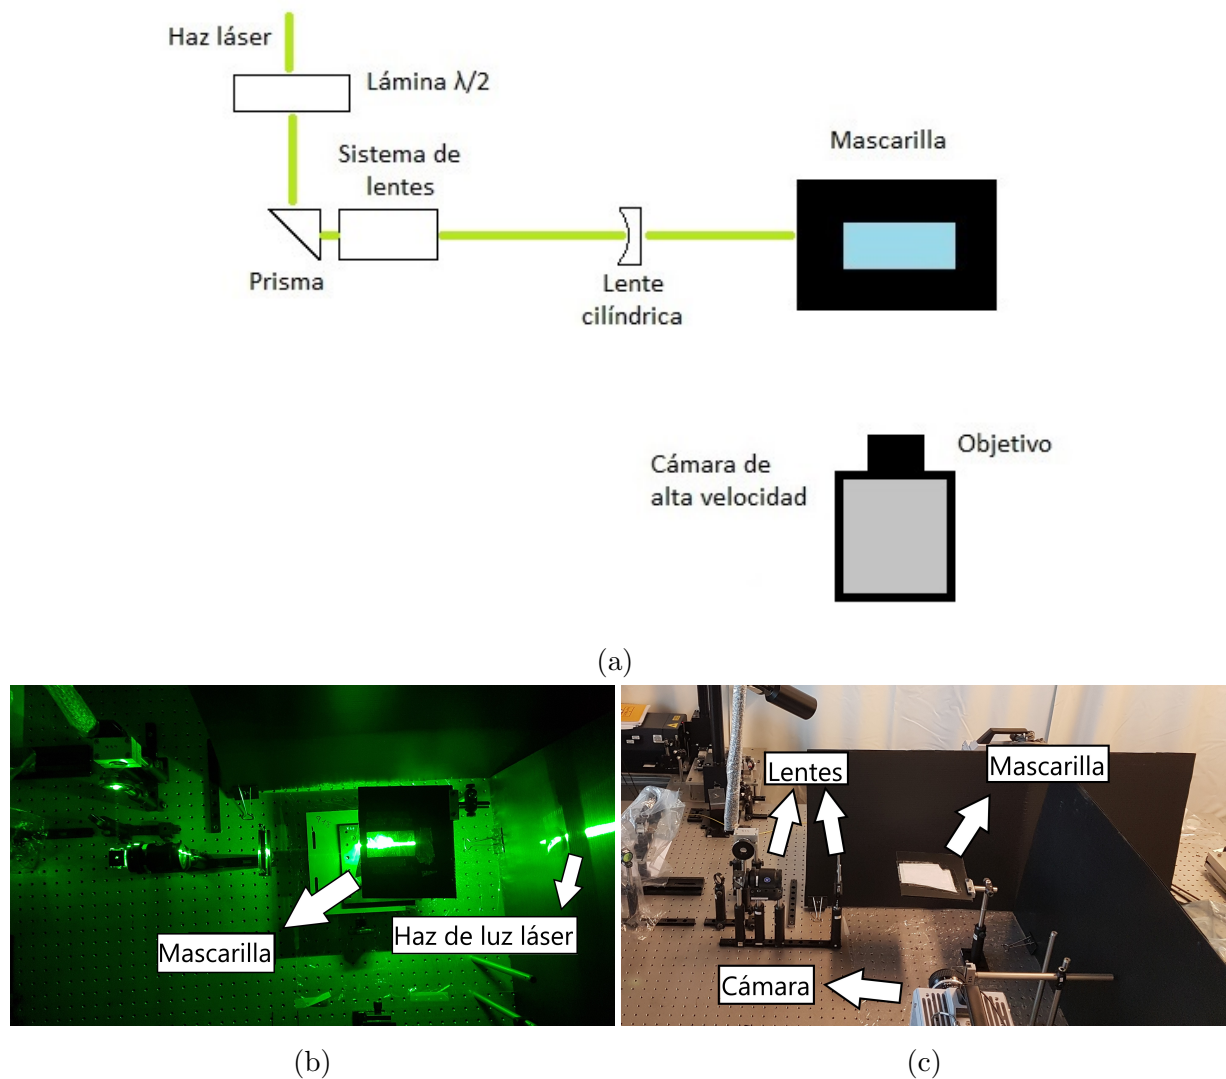 Haz láser
Lámina λ/2
Sistema de
lentes
Prisma
Lente
cilíndrica
Mascarilla
Cámara de
alta velocidad
Objetivo
(a)
Mascarilla
Haz de luz láser
Lentes
Mascarilla
Cámara
(b)
(c)